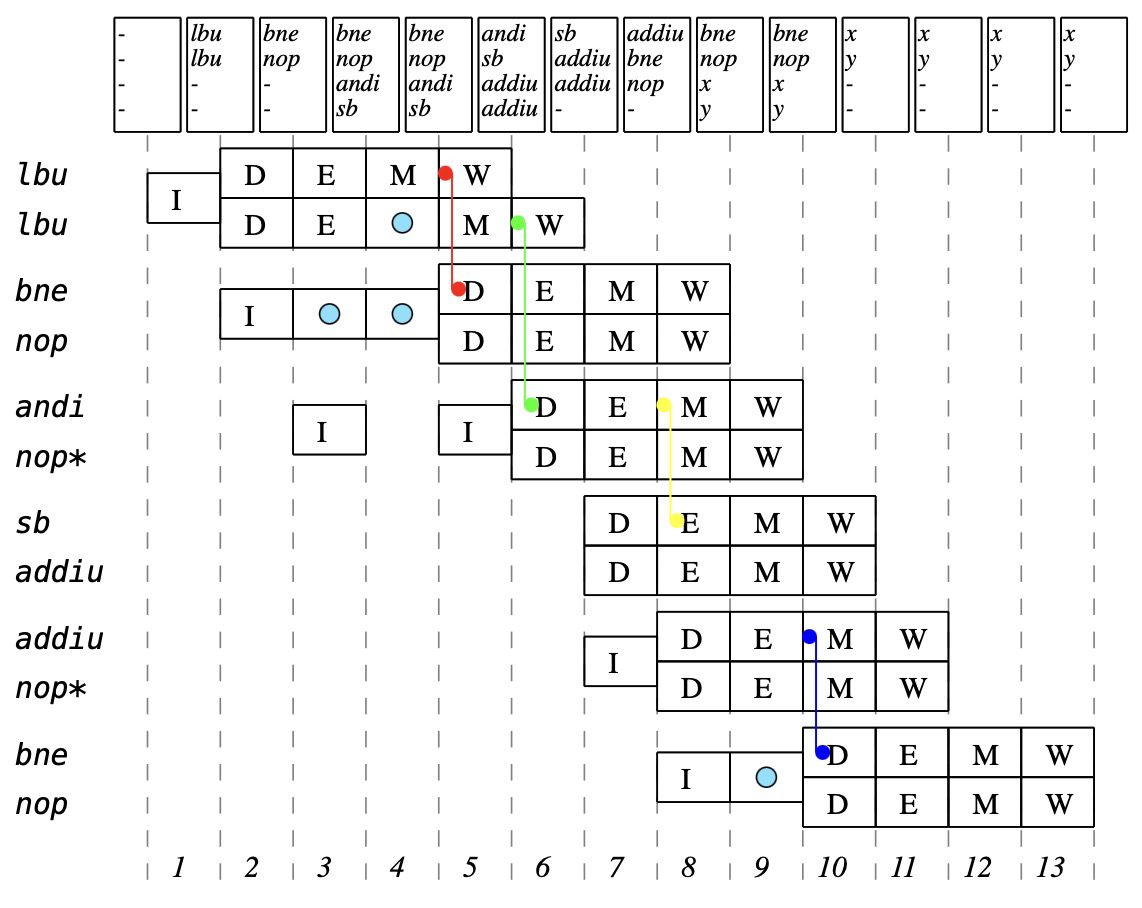 -
-
-
-
lbu
lbu
-
-
bne
nop
-
-
bne
nop
andi
sb
bne
nop
andi
sb
andi
sb
addiu
addiu
sb
addiu
addiu
-
addiu
bne
nop
-
bne
nop
x
y
bne
nop
x
y
x
y
-
-
x
y
-
-
x
y
-
-
x
y
-
-
lbu D E M W
I
lbu D E M W
bne D E M W
I
nop D E M W
andi D E M W
I I
nop* D E M W
sb D E M W
addiu D E M W
addiu D E M W
I
nop* D E M W
bne D E M W
I
nop D E M W
1 2 3 4 5 6 7 8 9 10 11 12 13